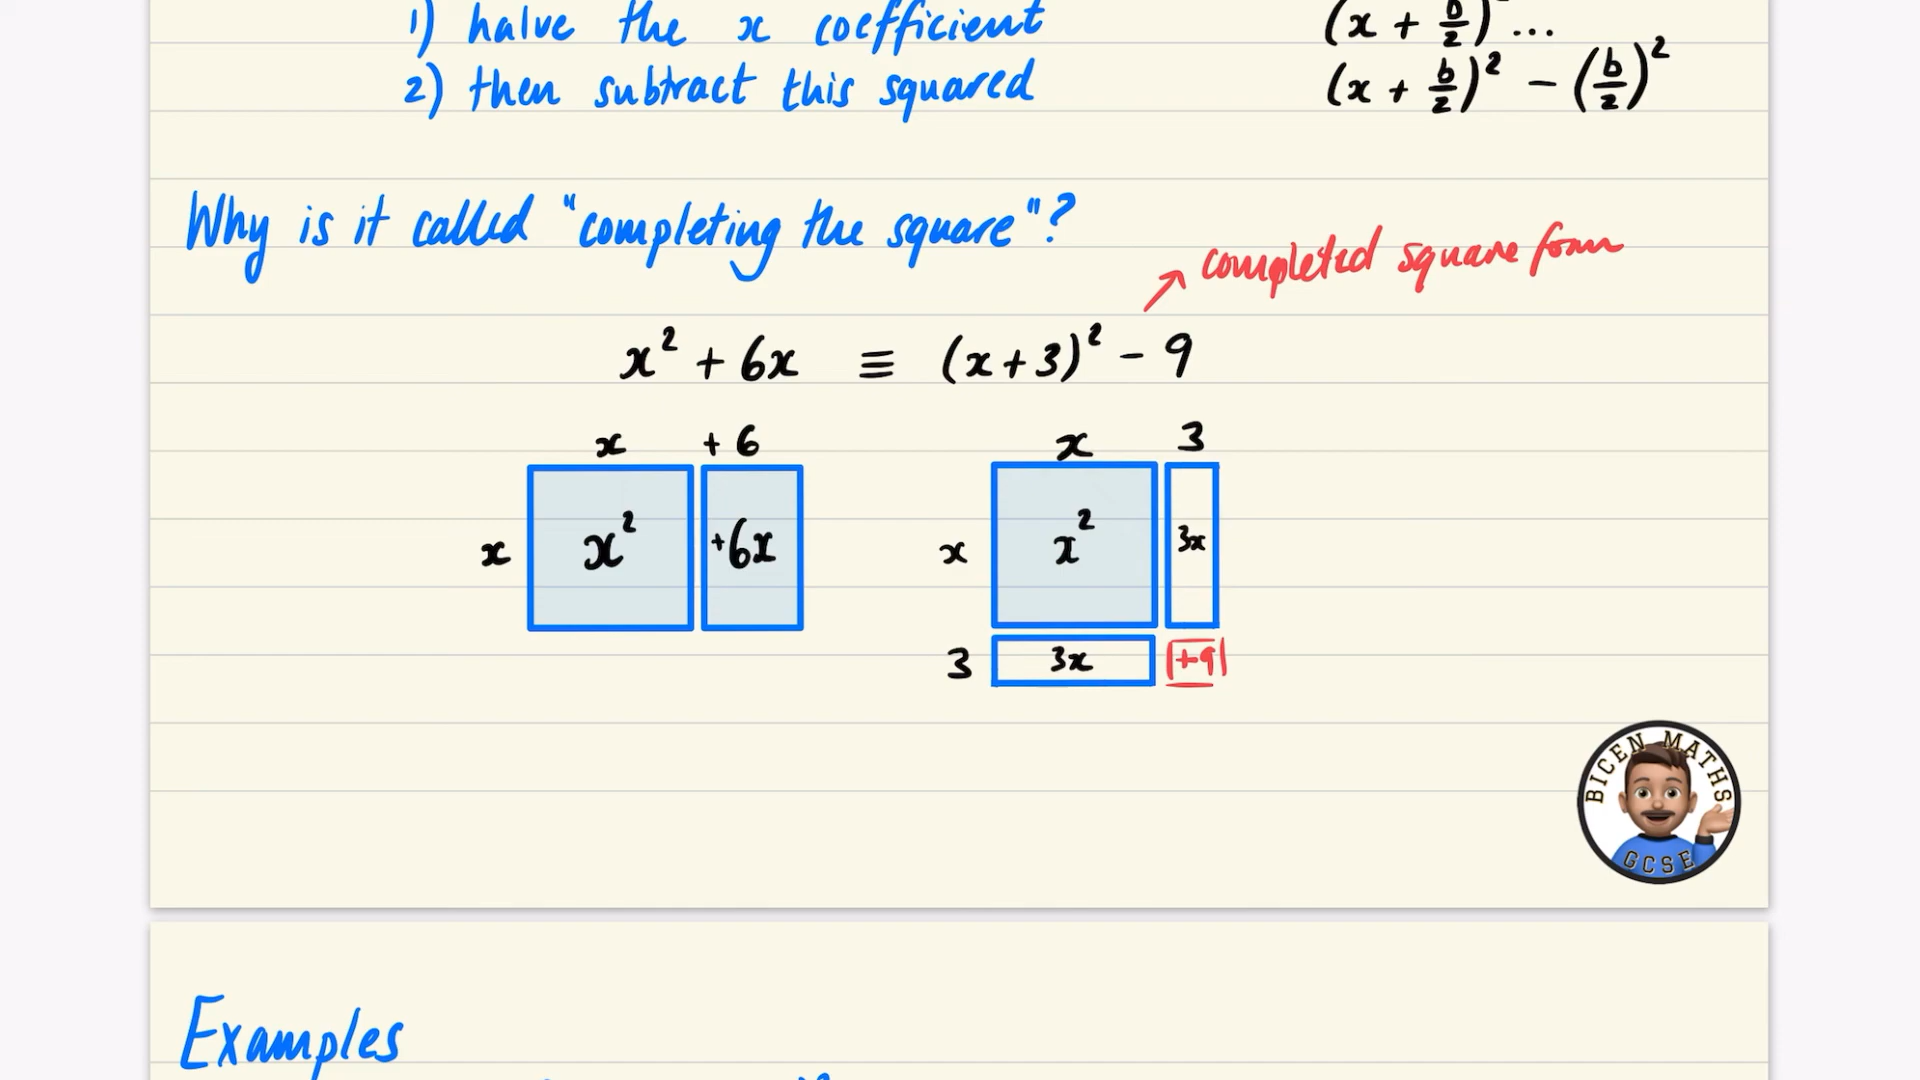 1) halve the x coefficient (x + b/2)² ...
2) then subtract this squared (x + b/2)² - (b/2)²
Why is it called "completing the square"?
completed square form
x² + 6x ≡ (x+3)² - 9
x + 6 x 3
x x² +6x x x² 3x
3 3x +9
BICEN MATHS
GCSE
Examples